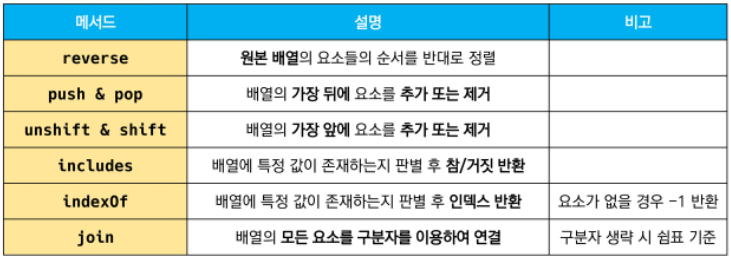 메서드 설명 비고
reverse 원본 배열의 요소들의 순서를 반대로 정렬
push & pop 배열의 가장 뒤에 요소를 추가 또는 제거
unshift & shift 배열의 가장 앞에 요소를 추가 또는 제거
includes 배열에 특정 값이 존재하는지 판별 후 참/거짓 반환
indexOf 배열에 특정 값이 존재하는지 판별 후 인덱스 반환 요소가 없을 경우 -1 반환
join 배열의 모든 요소를 구분자를 이용하여 연결 구분자 생략 시 쉼표 기준